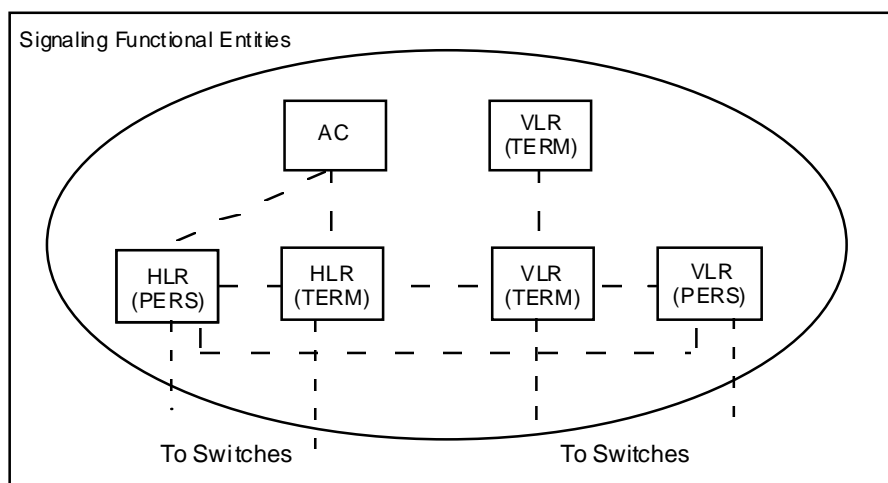 Signaling Functional Entities
AC
VLR
(TERM)
HLR
(PERS)
HLR
(TERM)
VLR
(TERM)
VLR
(PERS)
To Switches
To Switches